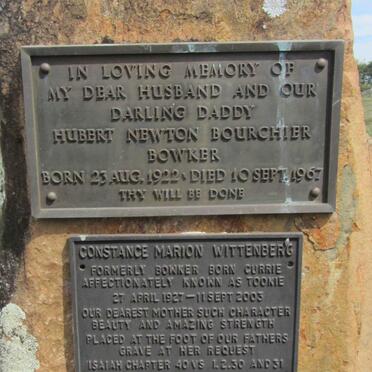 IN LOVING MEMORY OF
MY DEAR HUSBAND AND OUR
DARLING DADDY
HUBERT NEWTON BOURCHIER
BOWKER
BORN 23 AUG. 1922 . DIED 10 SEPT. 1967
THY WILL BE DONE
CONSTANCE MARION WITTENBERG
FORMERLY BOWKER BORN CURRIE
AFFECTIONATELY KNOWN AS TOOKIE
27 APRIL 1927 - 11 SEPT 2003
OUR DEAREST MOTHER SUCH CHARACTER
BEAUTY AND AMAZING STRENGTH
PLACED AT THE FOOT OF OUR FATHERS
GRAVE AT HER REQUEST
ISAIAH CHAPTER 40 VS 1.2.30 AND 31